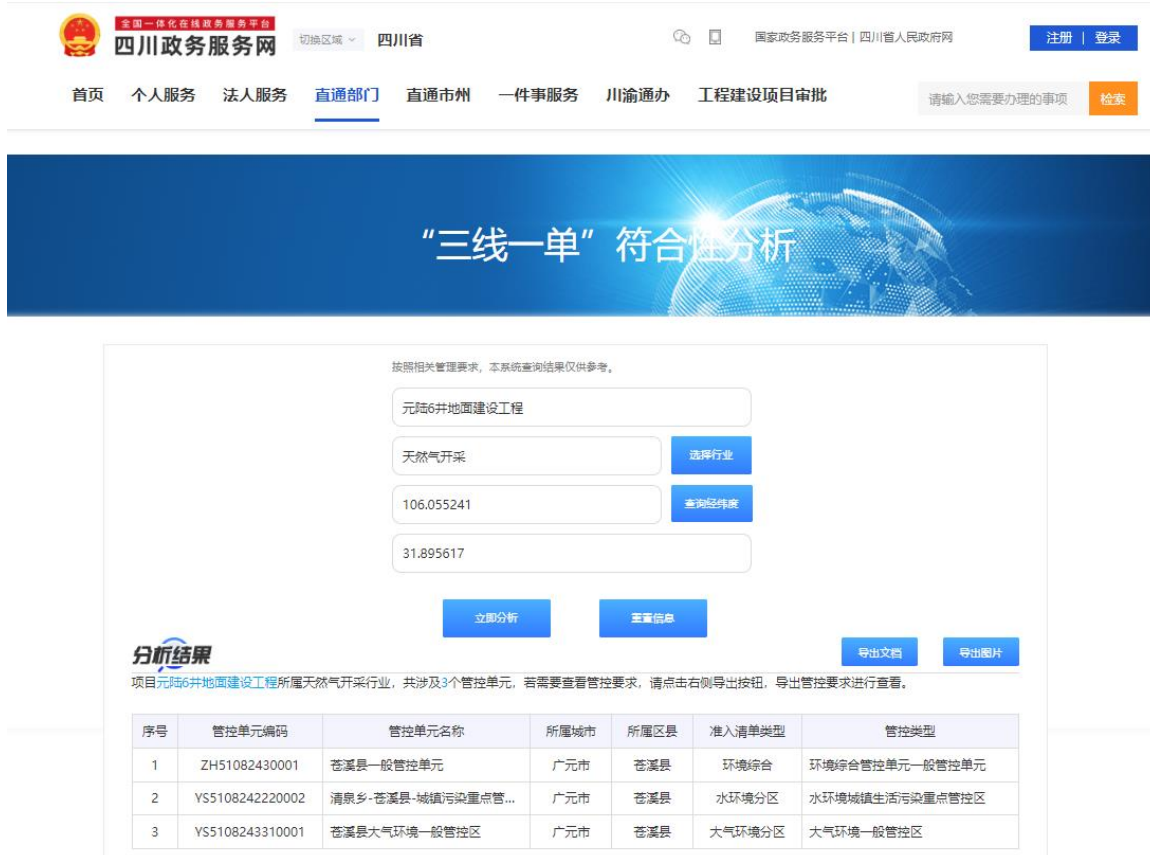 全国一体化在线政务服务平台
四川政务服务网 切换区域 四川省 国家政务服务平台 | 四川省人民政府网 注册 | 登录
首页 个人服务 法人服务 直通部门 直通市州 一件事服务 川渝通办 工程建设项目审批 请输入您需要办理的事项 检索
“三线一单”符合性分析
按照相关管理要求，本系统查询结果仅供参考。
元陆6井地面建设工程
天然气开采 选择行业
106.055241 查询经纬度
31.895617
立即分析 重置信息
分析结果 导出文档 导出图片
项目元陆6井地面建设工程所属天然气开采行业，共涉及3个管控单元，若需要查看管控要求，请点击右侧导出按钮，导出管控要求进行查看。
序号 管控单元编码 管控单元名称 所属城市 所属区县 准入清单类型 管控类型
1 ZH51082430001 苍溪县一般管控单元 广元市 苍溪县 环境综合 环境综合管控单元一般管控单元
2 YS5108242220002 清泉乡-苍溪县-城镇污染重点管... 广元市 苍溪县 水环境分区 水环境城镇生活污染重点管控区
3 YS5108243310001 苍溪县大气环境一般管控区 广元市 苍溪县 大气环境分区 大气环境一般管控区